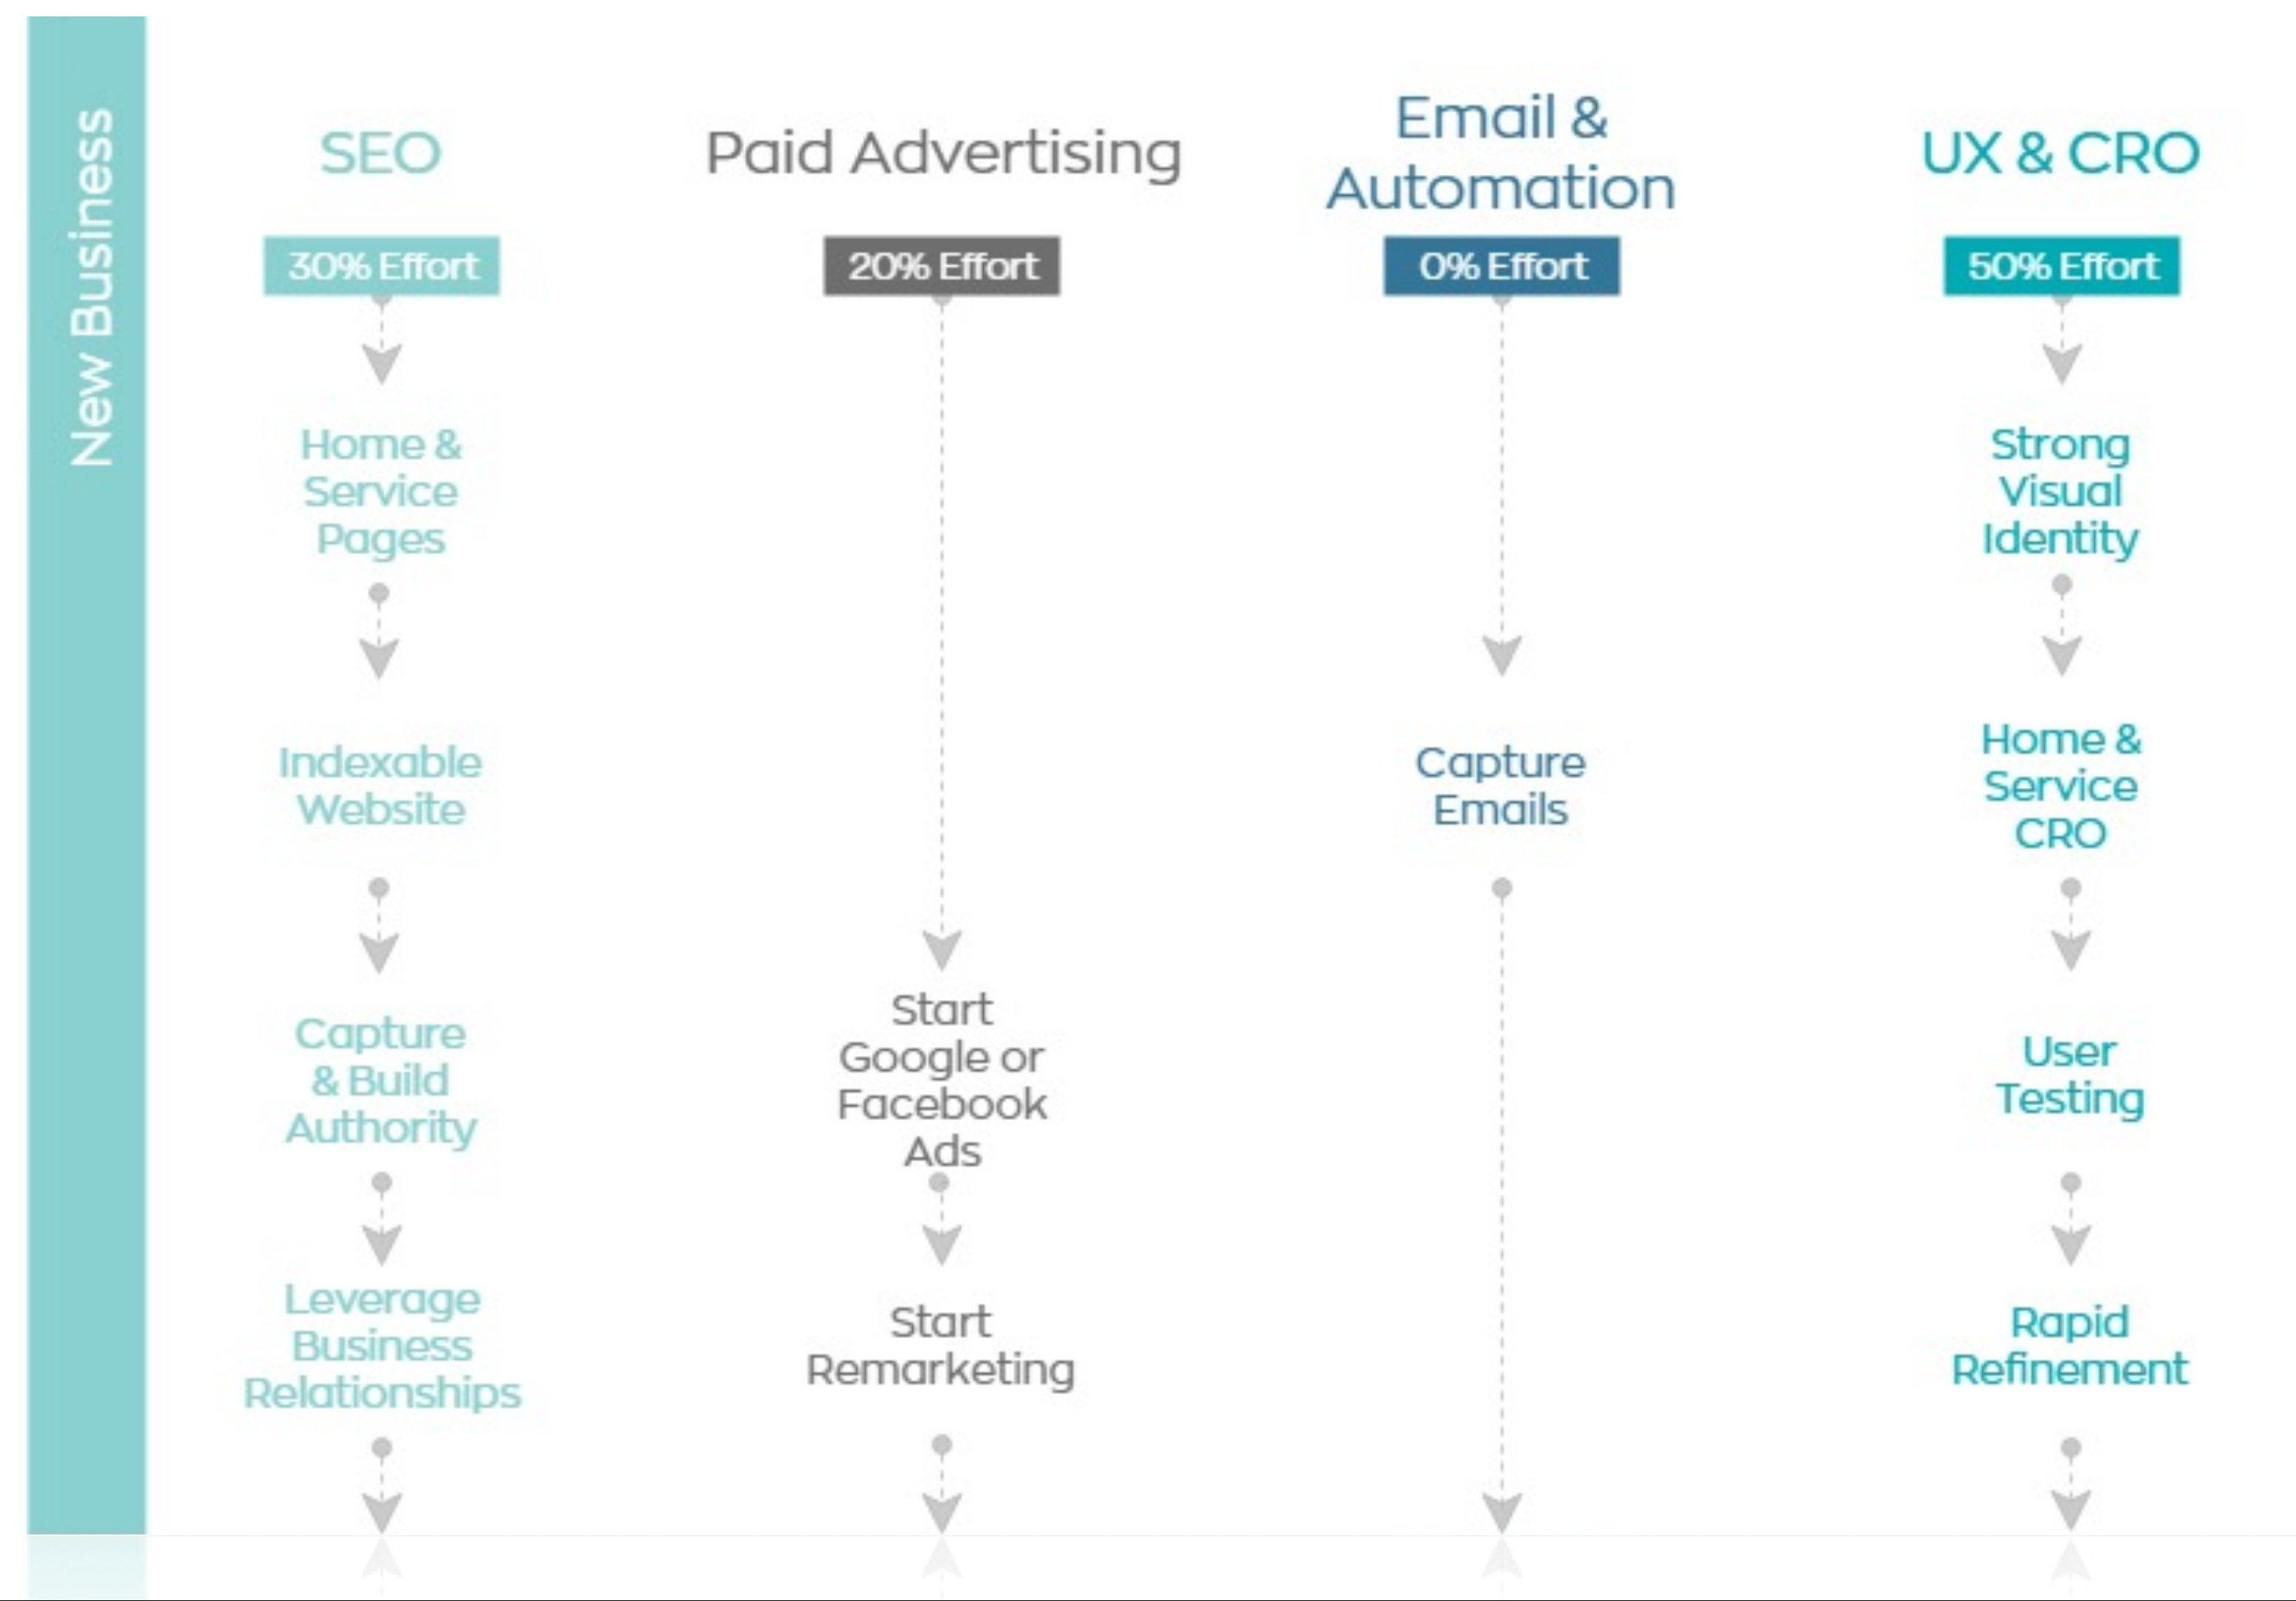 New Business
SEO
30% Effort
Home &
Service
Pages
Indexable
Website
Capture
& Build
Authority
Leverage
Business
Relationships
Paid Advertising
20% Effort
Start
Google or
Facebook
Ads
Start
Remarketing
Email &
Automation
0% Effort
Capture
Emails
UX & CRO
50% Effort
Strong
Visual
Identity
Home &
Service
CRO
User
Testing
Rapid
Refinement